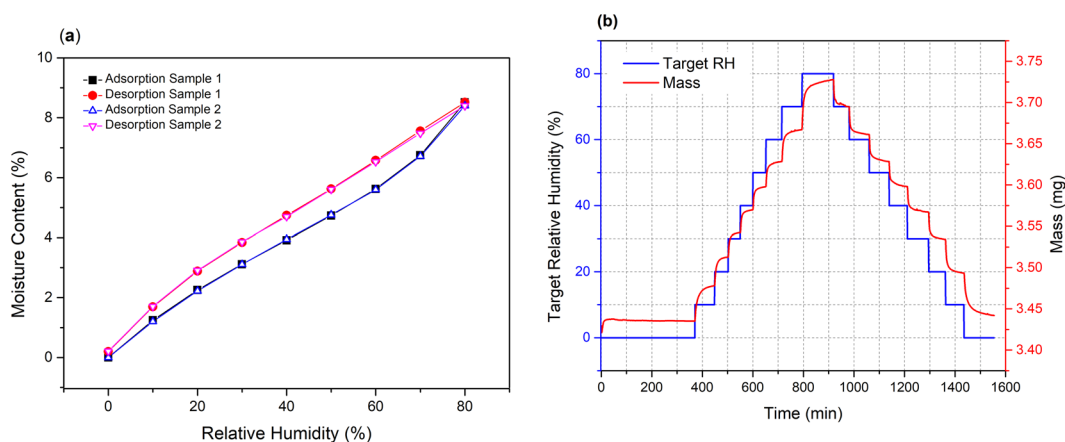 (a)
10
8
6
4
2
0
Moisture Content (%)
Adsorption Sample 1
Desorption Sample 1
Adsorption Sample 2
Desorption Sample 2
0 20 40 60 80
Relative Humidity (%)
(b)
Target RH
Mass
80
60
40
20
0
Target Relative Humidity (%)
3.75
3.70
3.65
3.60
3.55
3.50
3.45
3.40
Mass (mg)
0 200 400 600 800 1000 1200 1400 1600
Time (min)